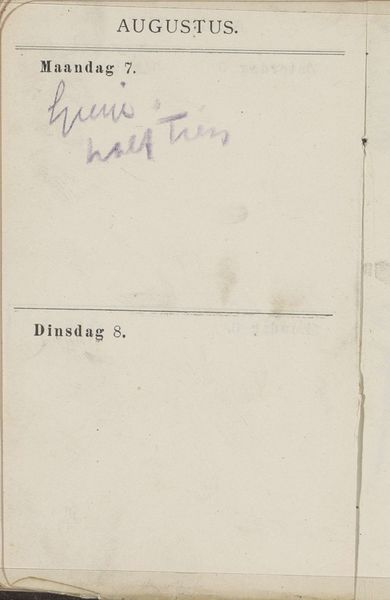 AUGUSTUS.
Maandag 7.
half Tien
Dinsdag 8.